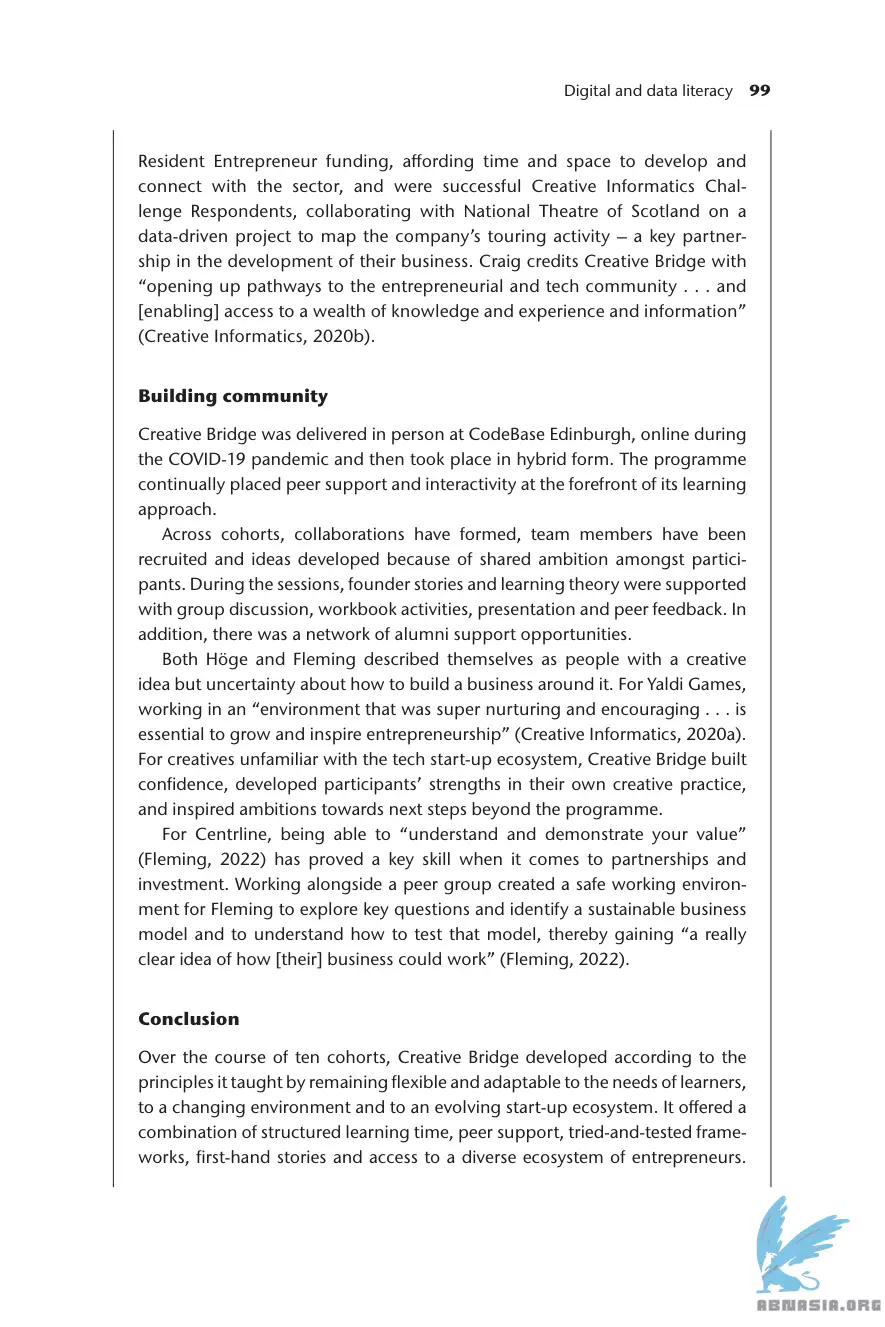 Digital and data literacy 99
Resident Entrepreneur funding, affording time and space to develop and
connect with the sector, and were successful Creative Informatics Chal-
lenge Respondents, collaborating with National Theatre of Scotland on a
data-driven project to map the company’s touring activity – a key partner-
ship in the development of their business. Craig credits Creative Bridge with
“opening up pathways to the entrepreneurial and tech community . . . and
[enabling] access to a wealth of knowledge and experience and information”
(Creative Informatics, 2020b).
Building community
Creative Bridge was delivered in person at CodeBase Edinburgh, online during
the COVID-19 pandemic and then took place in hybrid form. The programme
continually placed peer support and interactivity at the forefront of its learning
approach.
Across cohorts, collaborations have formed, team members have been
recruited and ideas developed because of shared ambition amongst partici-
pants. During the sessions, founder stories and learning theory were supported
with group discussion, workbook activities, presentation and peer feedback. In
addition, there was a network of alumni support opportunities.
Both Höge and Fleming described themselves as people with a creative
idea but uncertainty about how to build a business around it. For Yaldi Games,
working in an “environment that was super nurturing and encouraging . . . is
essential to grow and inspire entrepreneurship” (Creative Informatics, 2020a).
For creatives unfamiliar with the tech start-up ecosystem, Creative Bridge built
confidence, developed participants’ strengths in their own creative practice,
and inspired ambitions towards next steps beyond the programme.
For Centrline, being able to “understand and demonstrate your value”
(Fleming, 2022) has proved a key skill when it comes to partnerships and
investment. Working alongside a peer group created a safe working environ-
ment for Fleming to explore key questions and identify a sustainable business
model and to understand how to test that model, thereby gaining “a really
clear idea of how [their] business could work” (Fleming, 2022).
Conclusion
Over the course of ten cohorts, Creative Bridge developed according to the
principles it taught by remaining flexible and adaptable to the needs of learners,
to a changing environment and to an evolving start-up ecosystem. It offered a
combination of structured learning time, peer support, tried-and-tested frame-
works, first-hand stories and access to a diverse ecosystem of entrepreneurs.
ABNASIA.ORG